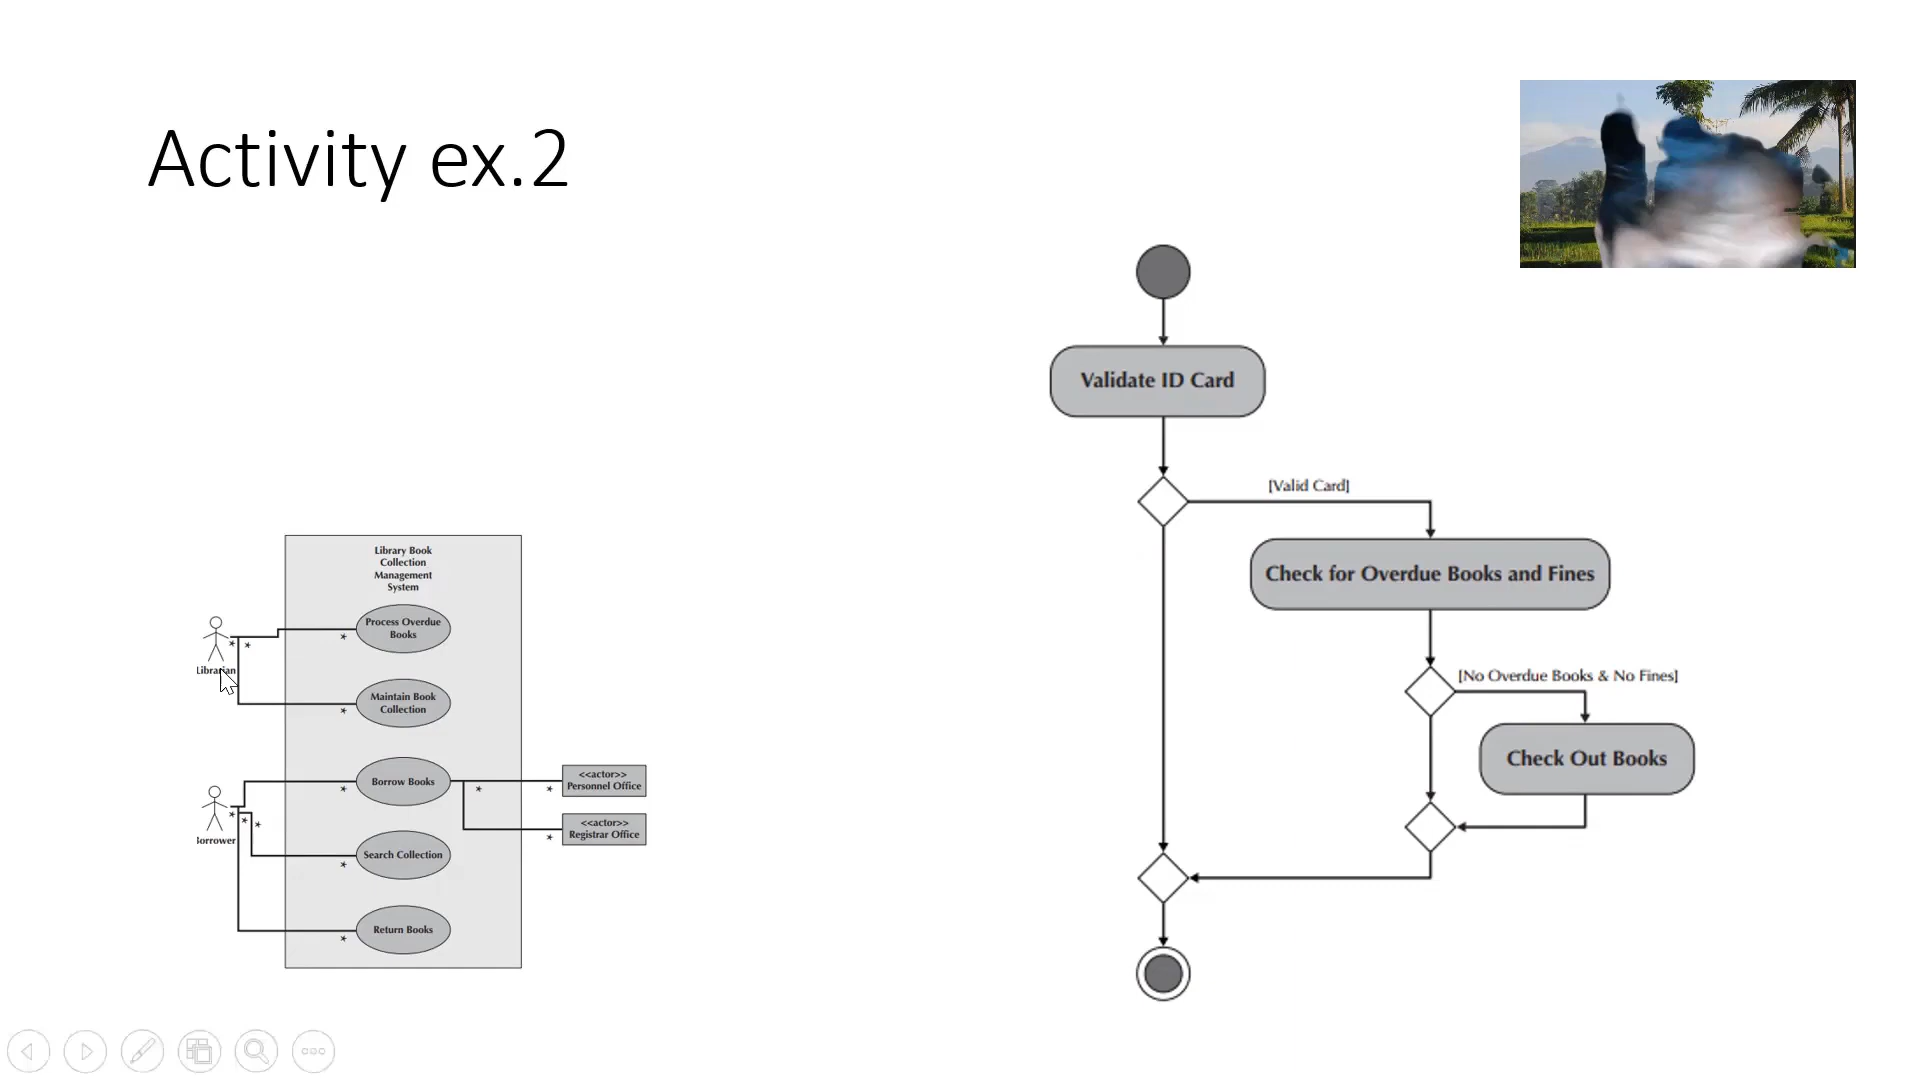 Activity ex.2
Validate ID Card
[Valid Card]
Check for Overdue Books and Fines
[No Overdue Books & No Fines]
Check Out Books
Library Book
Collection
Management
System
Process Overdue
Books
Librarian
Maintain Book
Collection
Borrow Books
<<actor>>
Personnel Office
<<actor>>
Registrar Office
Borrower
Search Collection
Return Books